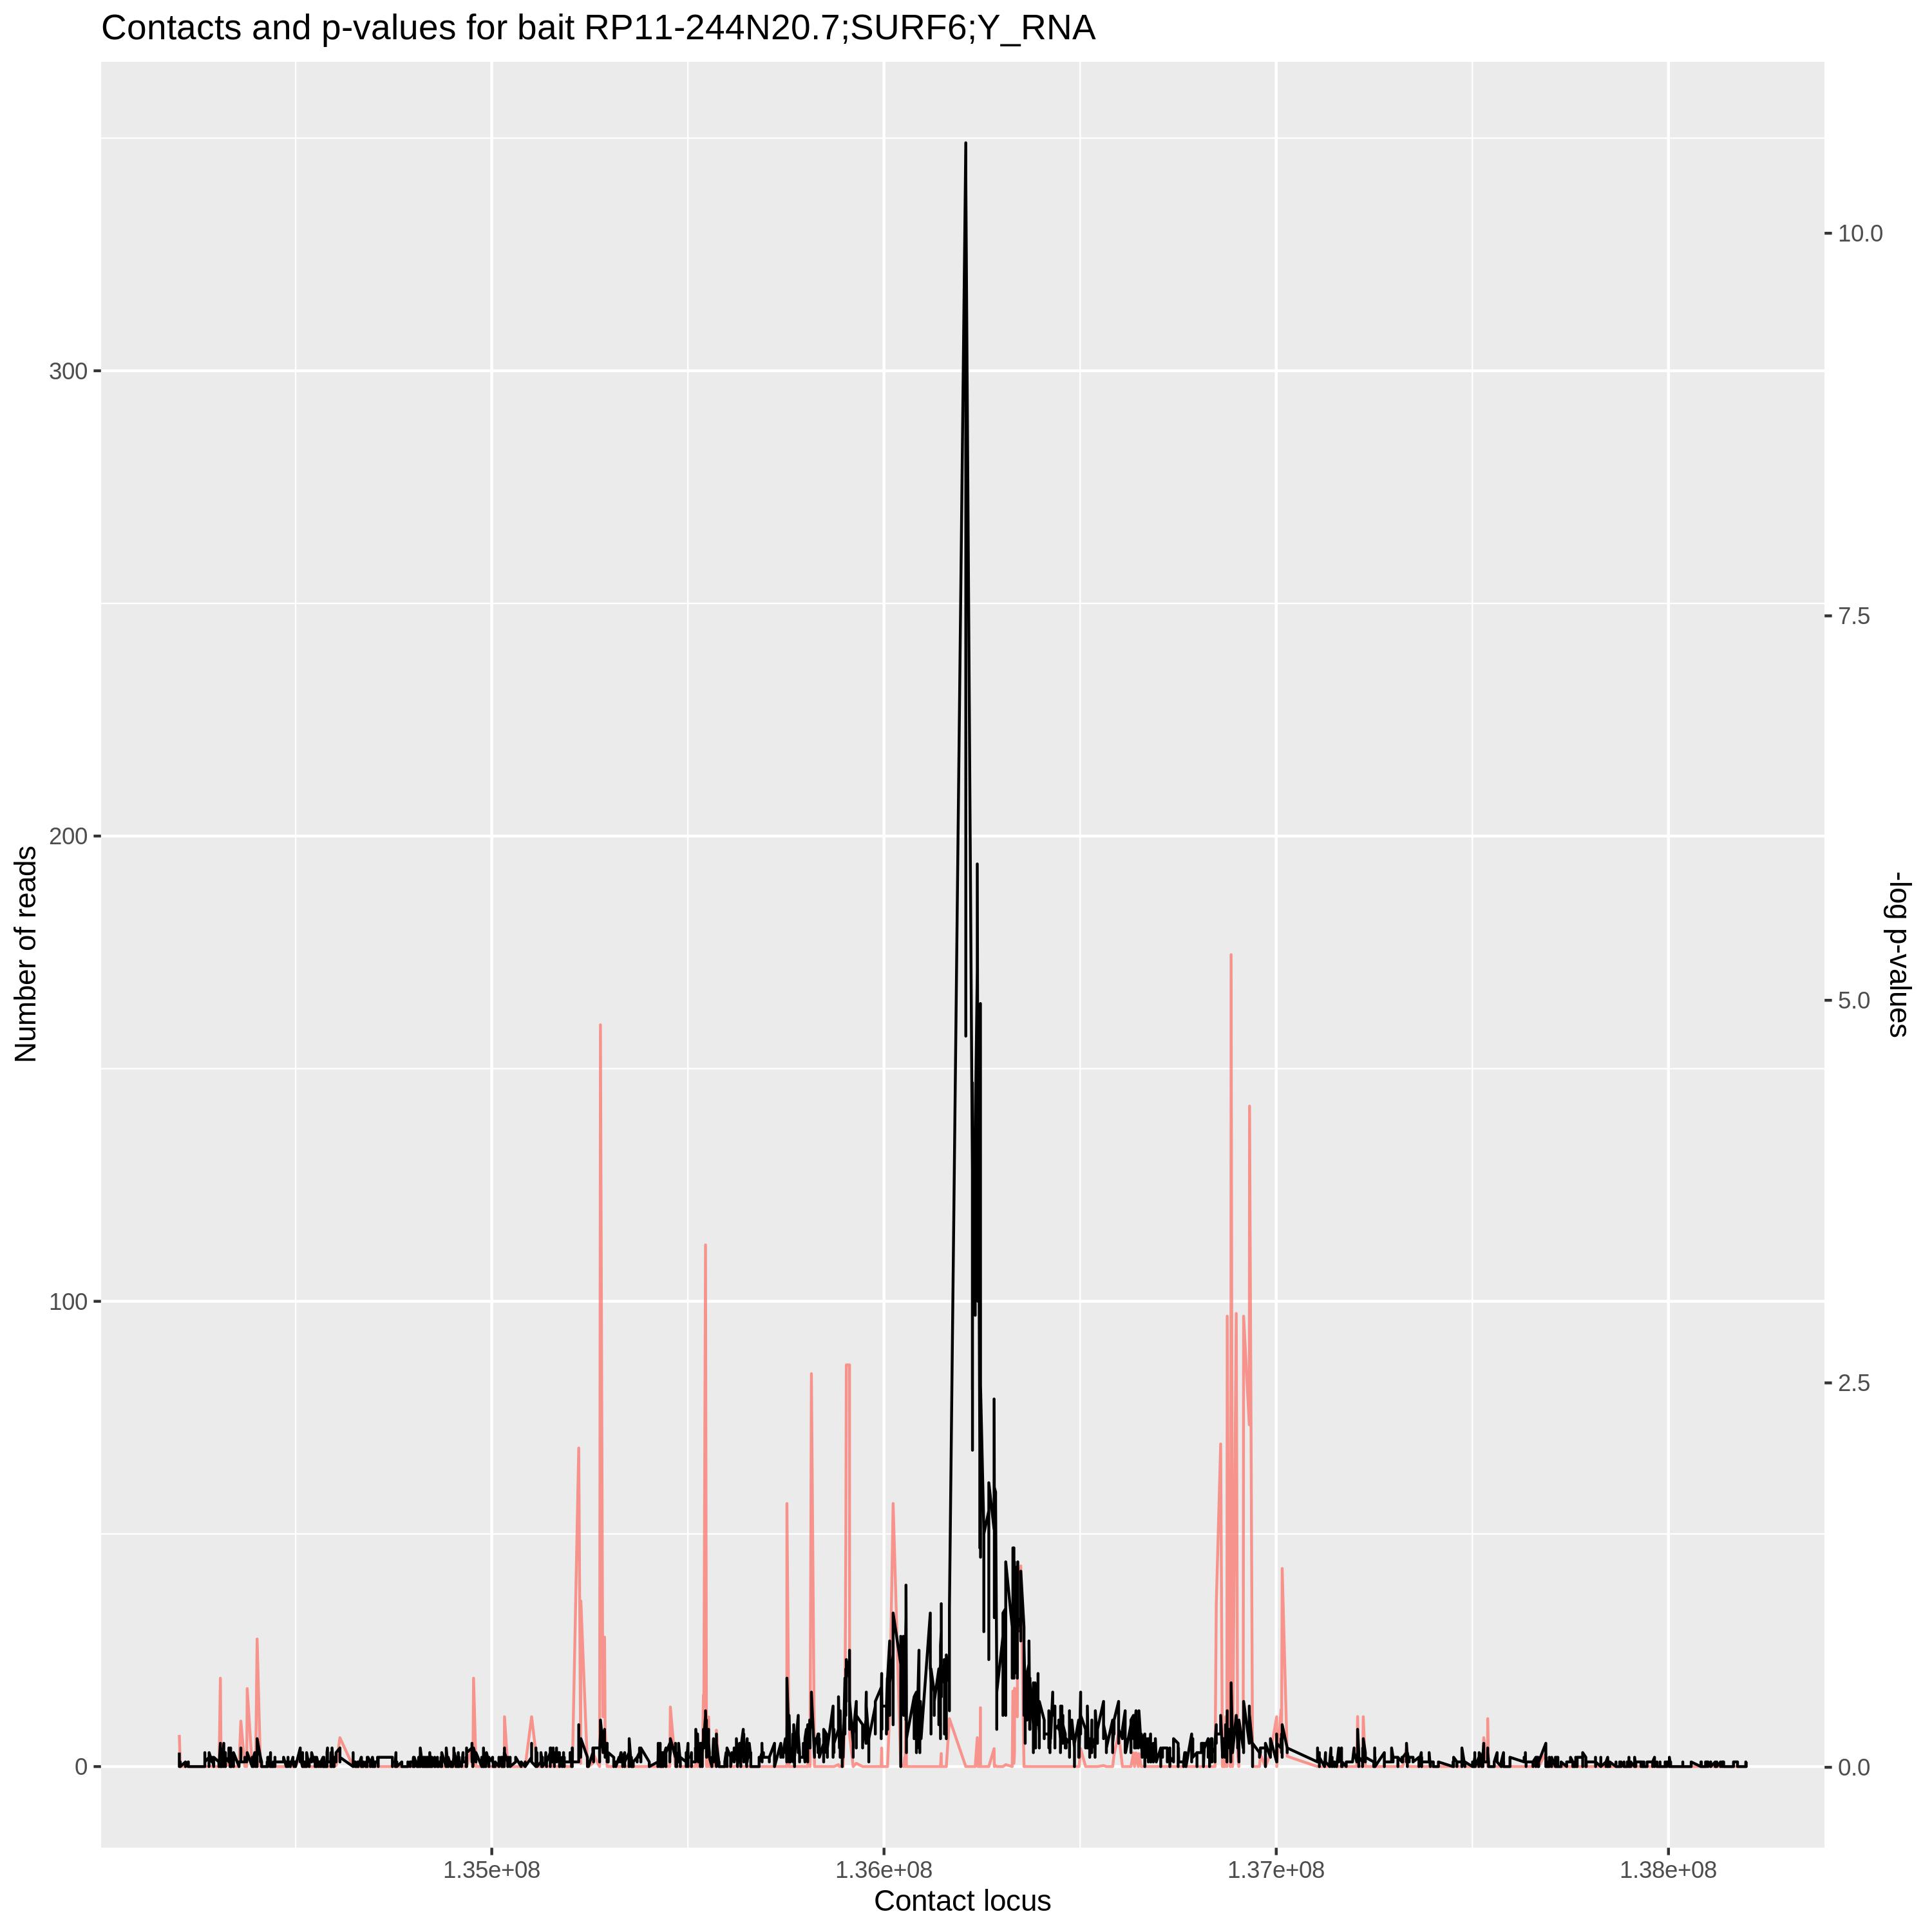 Contacts and p-values for bait RP11-244N20.7;SURF6;Y_RNA
Number of reads
300
200
100
0
10.0
7.5
5.0
2.5
0.0
-log p-values
1.35e+08
1.36e+08
1.37e+08
1.38e+08
Contact locus